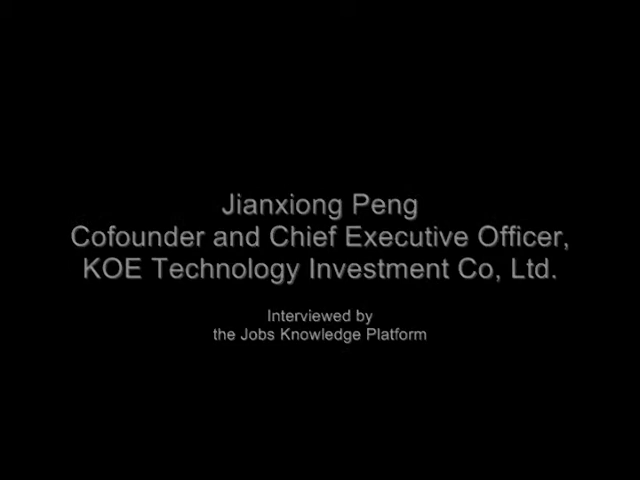 Jianxiong Peng
Cofounder and Chief Executive Officer,
KOE Technology Investment Co, Ltd.
Interviewed by
the Jobs Knowledge Platform